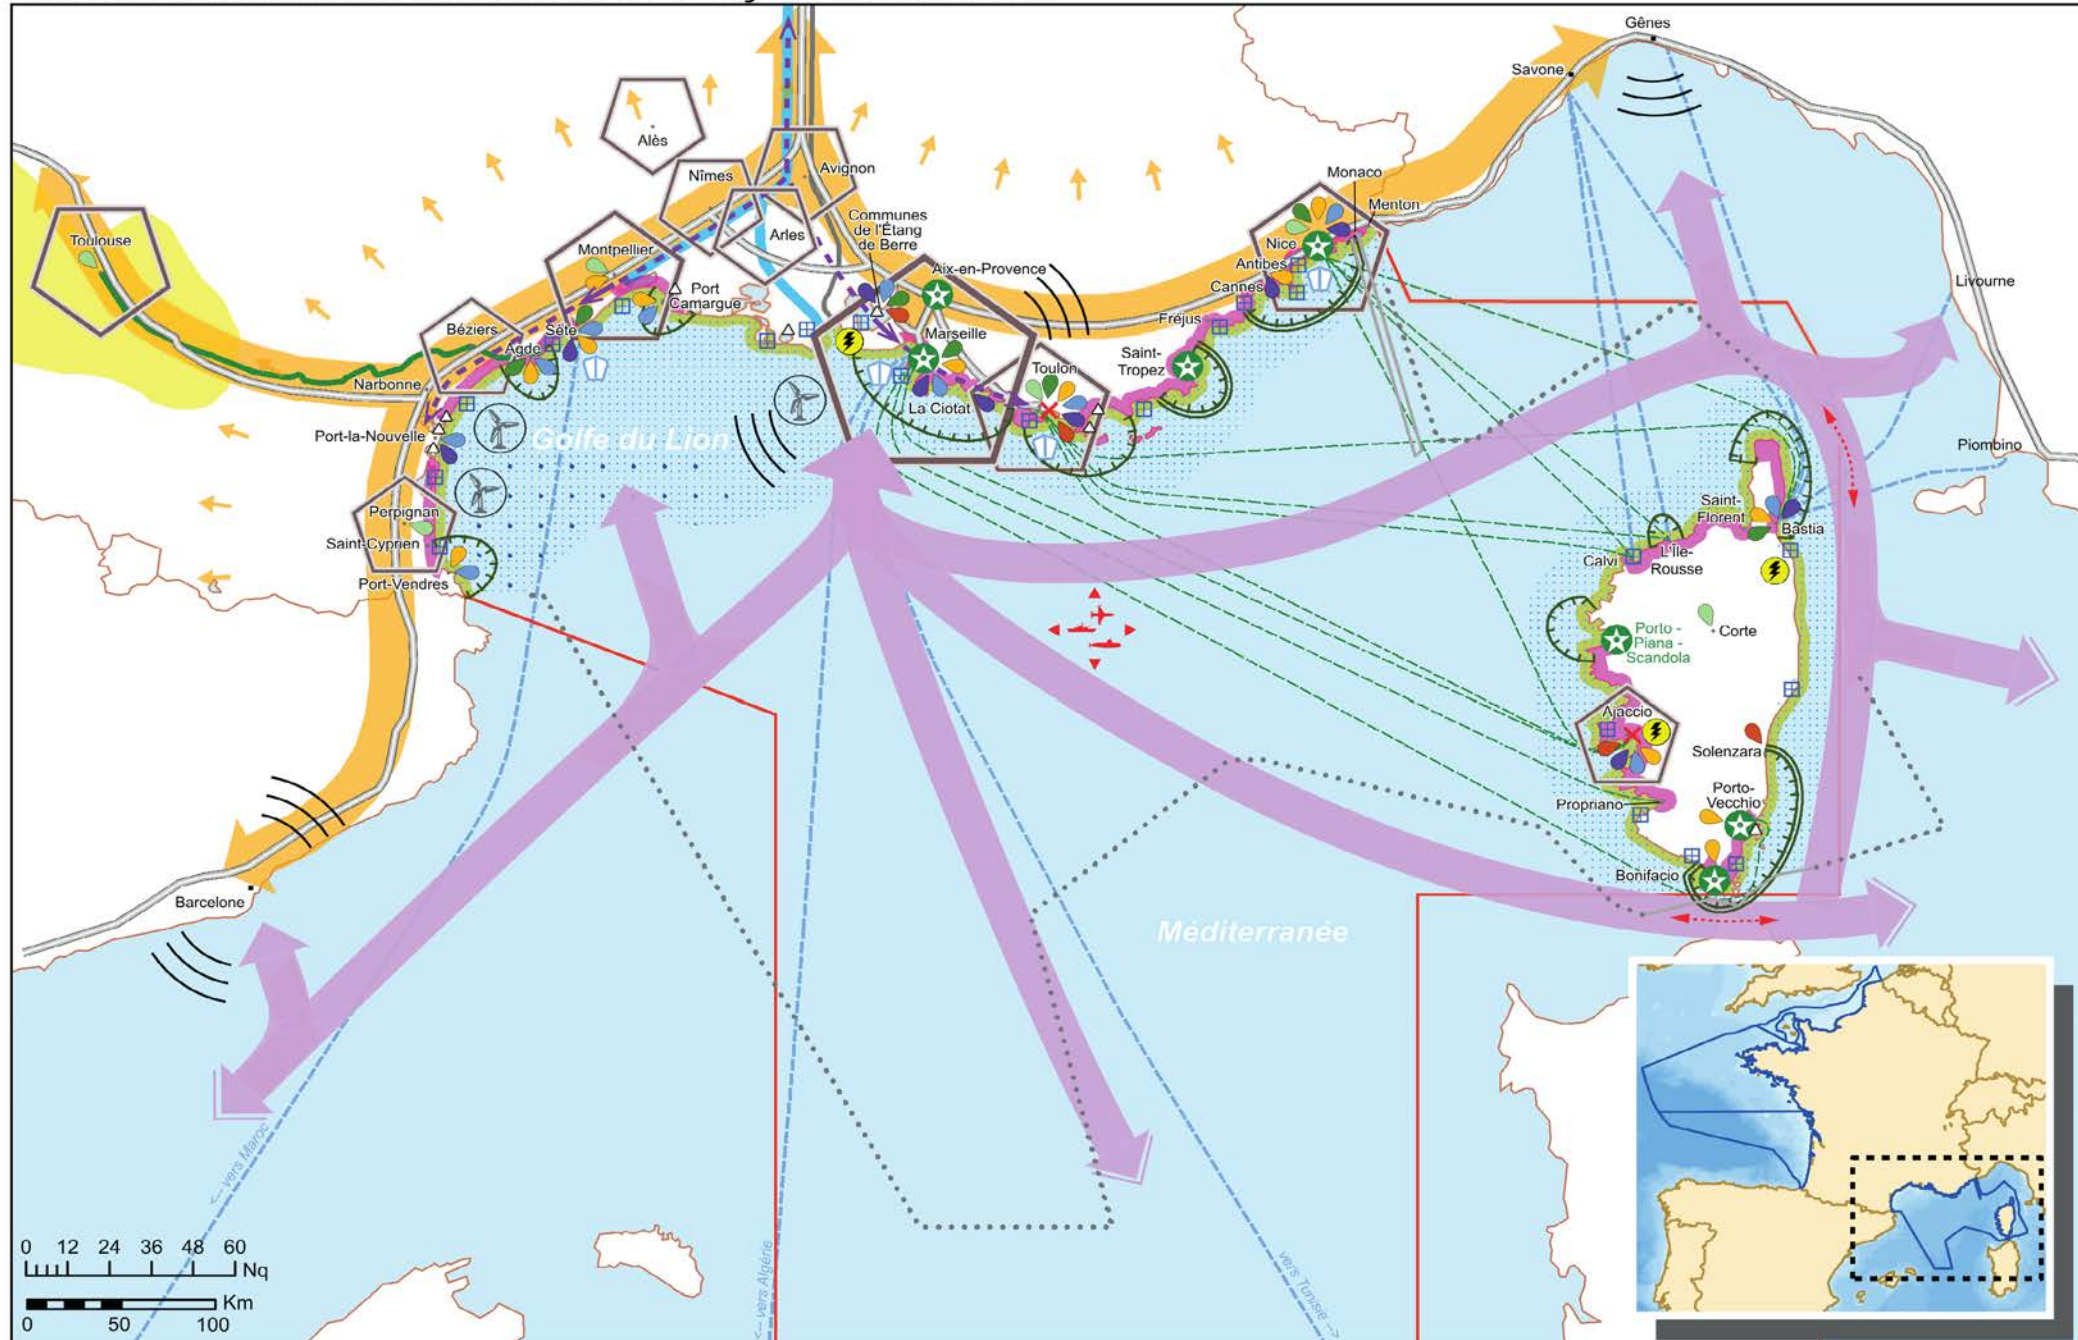 Gênes
Savone
Alès
Avignon
Nîmes
Monaco
Menton
Communes
de l'Étang
de Berre
Arles
Toulouse
Montpellier
Nice
Antibes
Aix-en-Provence
Livourne
Cannes
Port
Camargue
Fréjus
Béziers
Sète
Marseille
Agde
Saint-
Tropez
Toulon
Narbonne
La Ciotat
Port-la-Nouvelle
Golfe du Lion
Piombino
Perpignan
Saint-
Florent
Bastia
Saint-Cyprien
Calvi
L'Île-
Rousse
Port-Vendres
Porto -
Piana -
Scandola
Corte
Ajaccio
Solenzara
Porto-
Vecchio
Propriano
Bonifacio
Barcelone
Méditerranée
<-- vers Maroc
<-- vers Algérie
vers Tunisie -->
0 12 24 36 48 60
Nq
Km
0 50 100